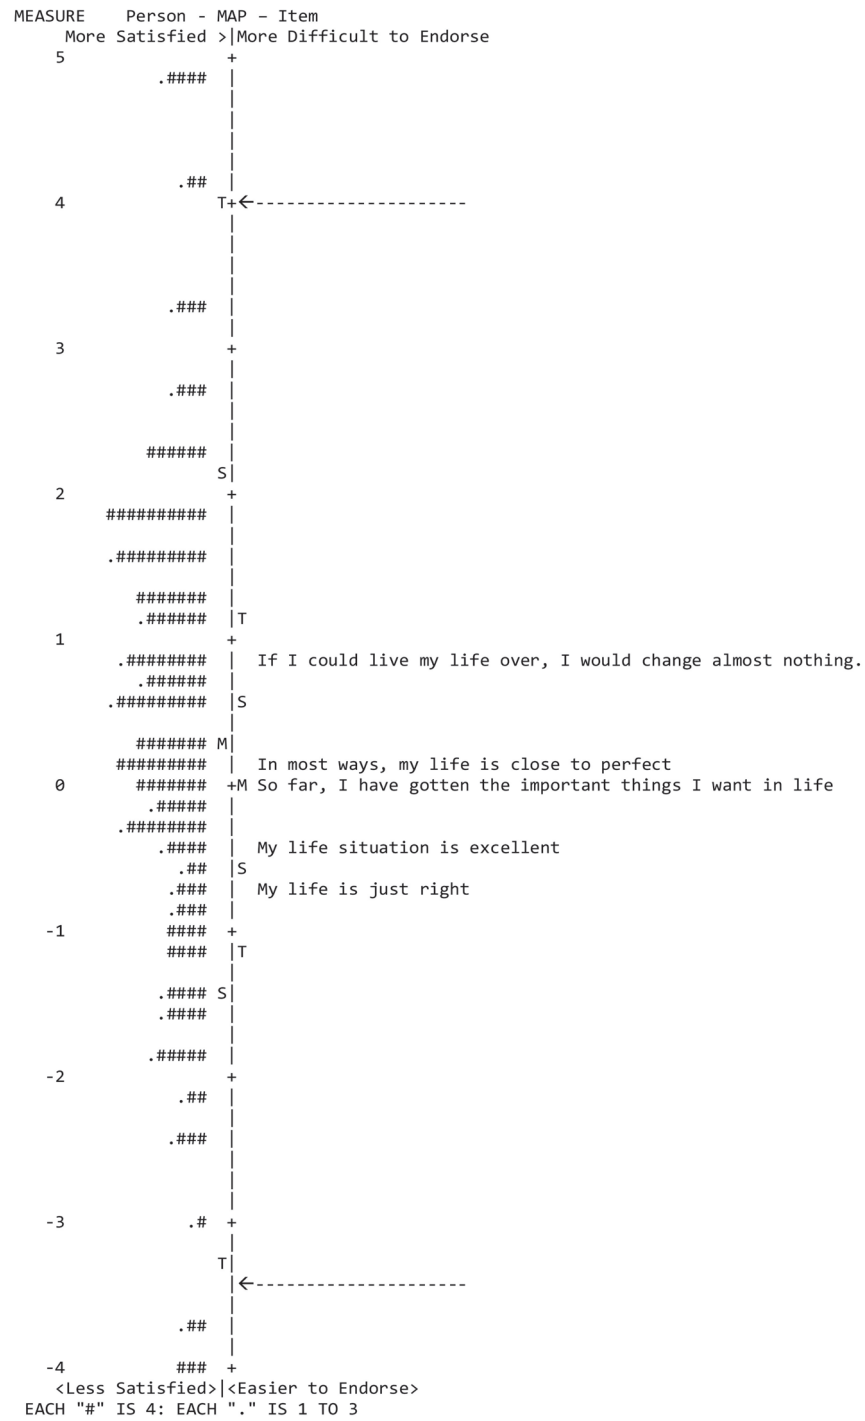 MEASURE    Person - MAP – Item
     More Satisfied >|More Difficult to Endorse
    5                +
              .####  |
                     |
                     |
                     |
                     |
                .##  |
    4               T+←---------------------
                     |
                     |
                     |
                     |
               .###  |
                     |
    3                +
                     |
               .###  |
                     |
                     |
             ######  |
                    S|
    2                +
         ##########  |
                     |
         .#########  |
                     |
            #######  |
            .######  |T
    1                +
          .########  |  If I could live my life over, I would change almost nothing.
            .######  |
         .#########  |S
                     |
            ####### M|
          #########  |  In most ways, my life is close to perfect
    0       #######  +M So far, I have gotten the important things I want in life
             .#####  |
          .########  |
              .####  |  My life situation is excellent
                .##  |S
               .###  |  My life is just right
               .###  |
   -1          ####  +
               ####  |T
                     |
              .#### S|
              .####  |
                     |
             .#####  |
   -2                +
                .##  |
                     |
               .###  |
                     |
                     |
                     |
   -3            .#  +
                     |
                    T|
                     |←---------------------
                     |
                .##  |
                     |
   -4           ###  +
    <Less Satisfied>|<Easier to Endorse>
 EACH "#" IS 4: EACH "." IS 1 TO 3